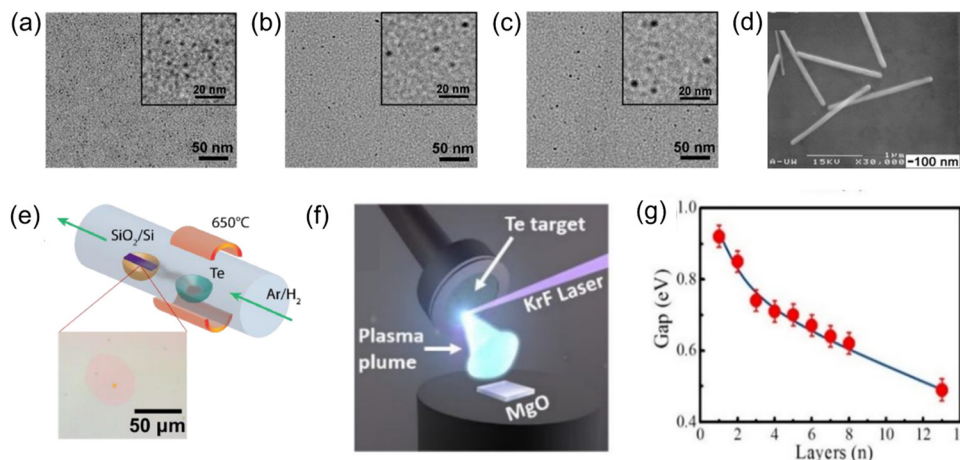 (a)
20 nm
50 nm
(b)
20 nm
50 nm
(c)
20 nm
50 nm
(d)
A-UW 15KV X30,000 1µm
100 nm
(e)
650°C
SiO2/Si
Te
Ar/H2
50 µm
(f)
Te target
KrF Laser
Plasma
plume
MgO
(g)
Gap (eV)
1.0
0.8
0.6
0.4
0 2 4 6 8 10 12 1
Layers (n)